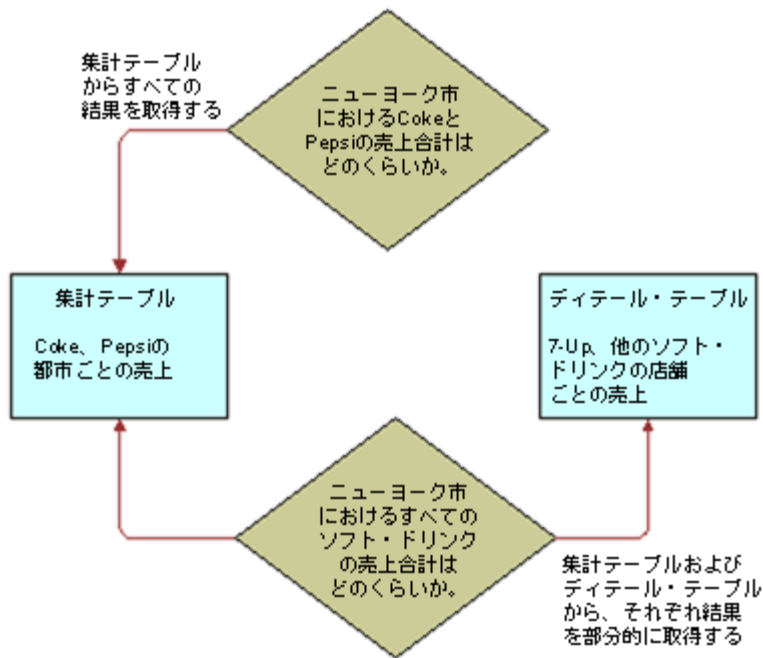 集計テーブル
からすべての
結果を取得する
ニューヨーク市
におけるCokeと
Pepsiの売上合計は
どのくらいか。
集計テーブル
Coke、Pepsiの
都市ごとの売上
ディテール・テーブル
7-Up、他のソフト・
ドリンクの店舗
ごとの売上
ニューヨーク市
におけるすべての
ソフト・ドリンク
の売上合計は
どのくらいか。
集計テーブルおよび
ディテール・テーブル
から、それぞれ結果
を部分的に取得する